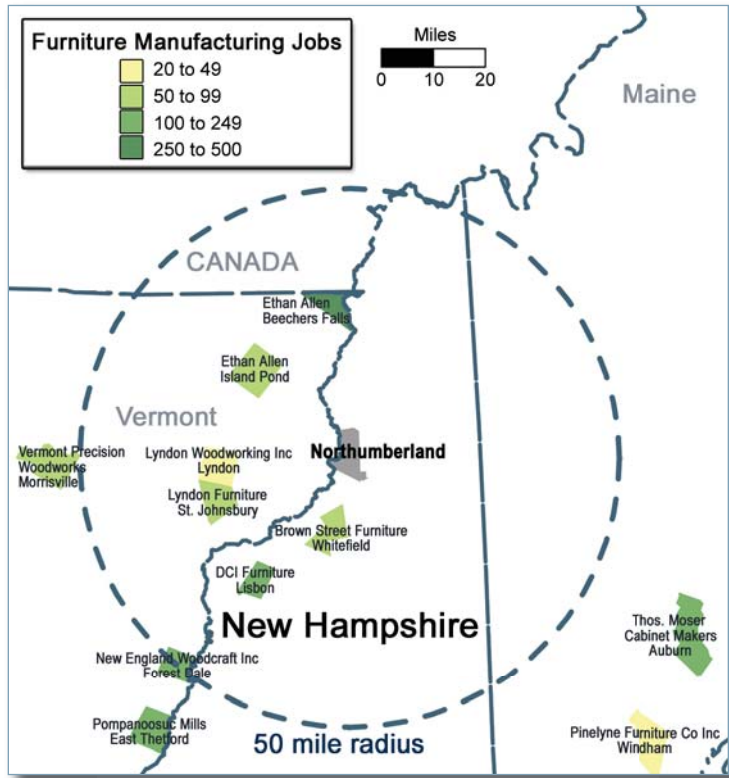 Furniture Manufacturing Jobs
20 to 49
50 to 99
100 to 249
250 to 500
Miles
0 10 20
Maine
CANADA
Ethan Allen
Beechers Falls
Ethan Allen
Island Pond
Vermont
Vermont Precision
Woodworks
Morrisville
Lyndon Woodworking Inc
Lyndon
Northumberland
Lyndon Furniture
St. Johnsbury
Brown Street Furniture
Whitefield
DCI Furniture
Lisbon
New Hampshire
Thos. Moser
Cabinet Makers
Auburn
New England Woodcraft Inc
Forest Dale
Pompanoosuc Mills
East Thetford
50 mile radius
Pinelyne Furniture Co Inc
Windham